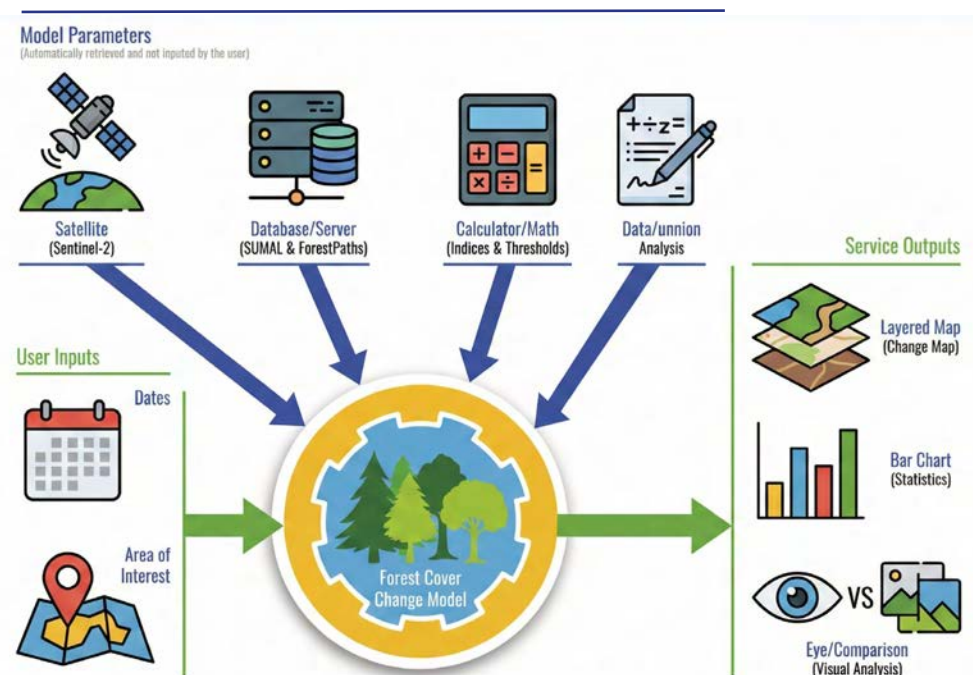 Model Parameters
(Automatically retrieved and not inputed by the user)
Satellite
(Sentinel-2)
Database/Server
(SUMAL & ForestPaths)
Calculator/Math
(Indices & Thresholds)
+÷z=
Data/unnion
Analysis
Service Outputs
Layered Map
(Change Map)
User Inputs
Dates
Bar Chart
(Statistics)
Area of
Interest
Forest Cover
Change Model
VS
Eye/Comparison
(Visual Analysis)